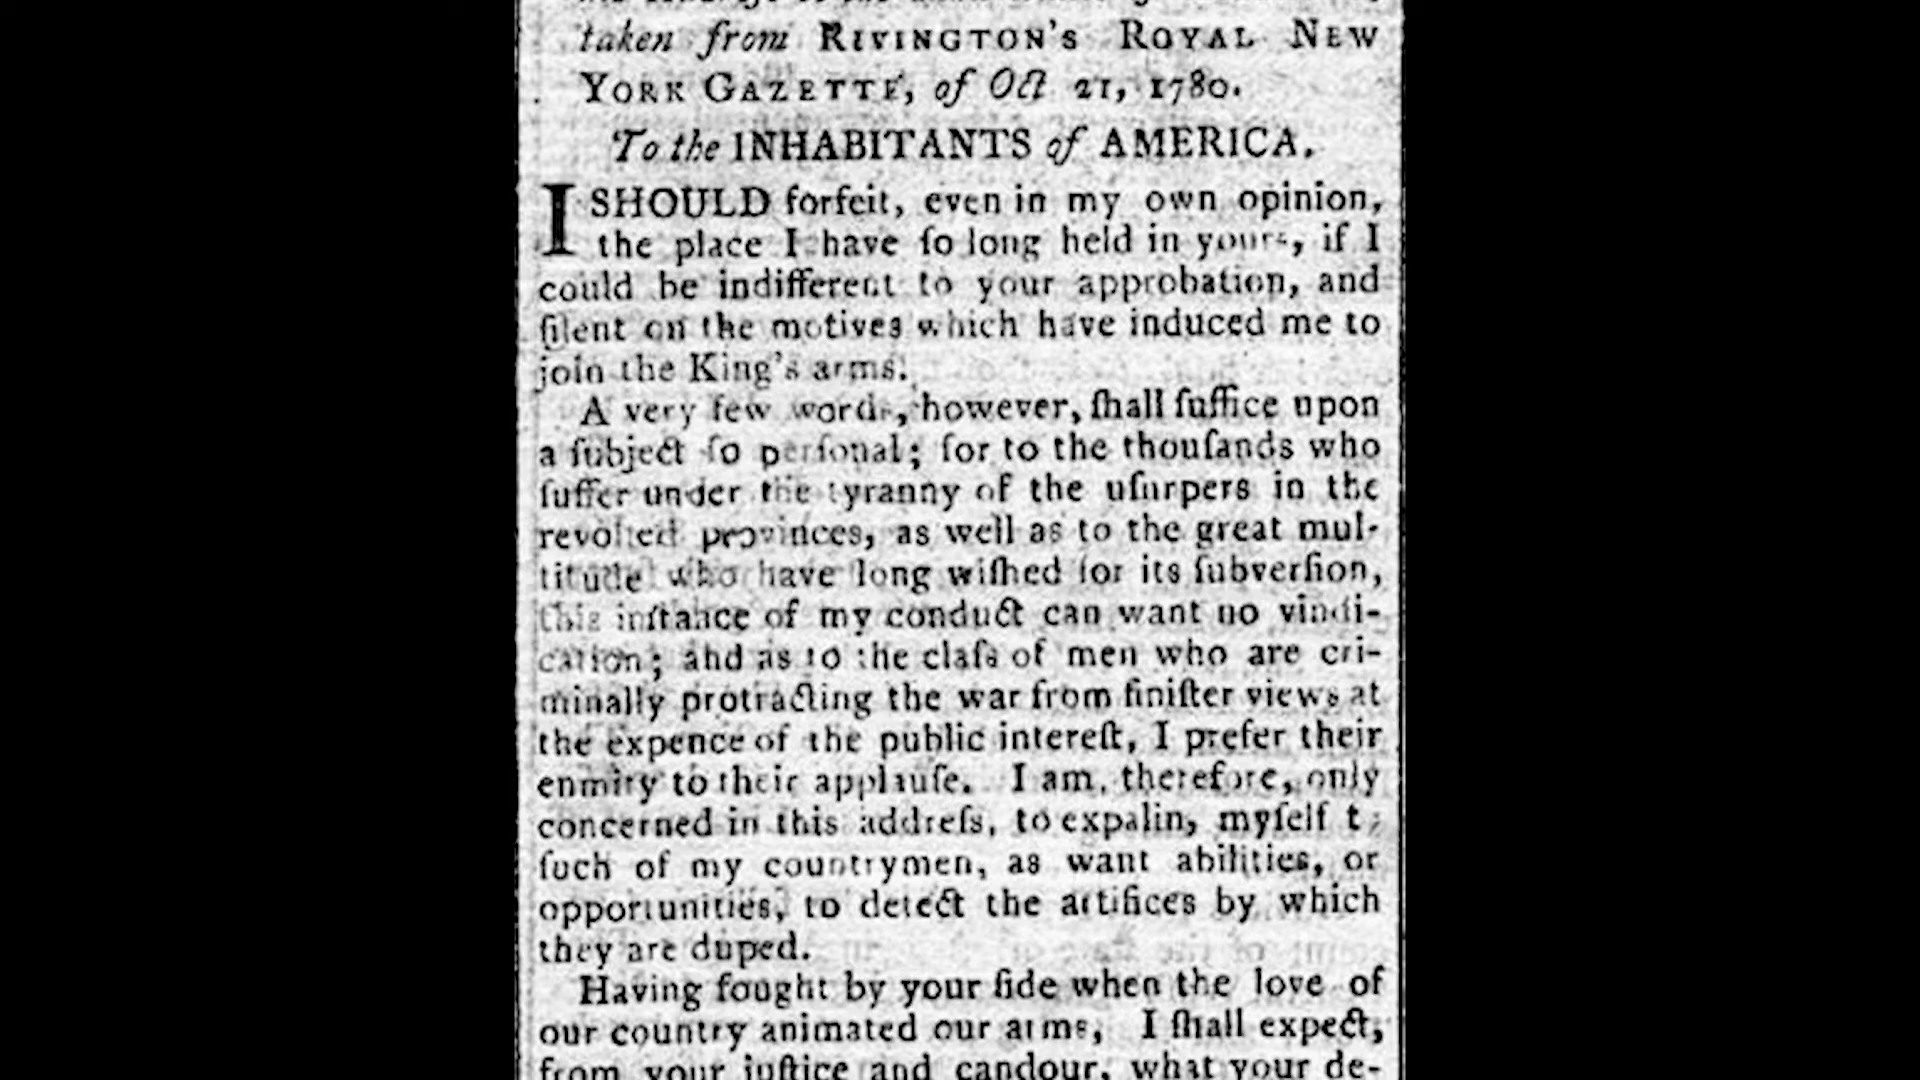 taken from RIVINGTON'S ROYAL NEW
YORK GAZETTE, of Oct 21, 1780.
To the INHABITANTS of AMERICA.
I SHOULD forfeit, even in my own opinion,
the place I have ſo long held in yours, if I
could be indifferent to your approbation, and
ſilent on the motives which have induced me to
join the King's arms.
A very few words, however, ſhall ſuffice upon
a ſubject ſo perſonal; for to the thouſands who
ſuffer under the tyranny of the uſurpers in the
revolted provinces, as well as to the great mul-
titude who have long wiſhed for its ſubverſion,
this inſtance of my conduct can want no vindi-
cation; and as to the claſs of men who are cri-
minally protracting the war from ſiniſter views at
the expence of the public intereſt, I prefer their
enmity to their applauſe. I am, therefore, only
concerned in this addreſs, to expalin, myſelf t
ſuch of my countrymen, as want abilities, or
opportunities, to detect the artifices by which
they are duped.
Having fought by your ſide when the love of
our country animated our arms, I ſhall expect,
from your juſtice and candour, what your de-